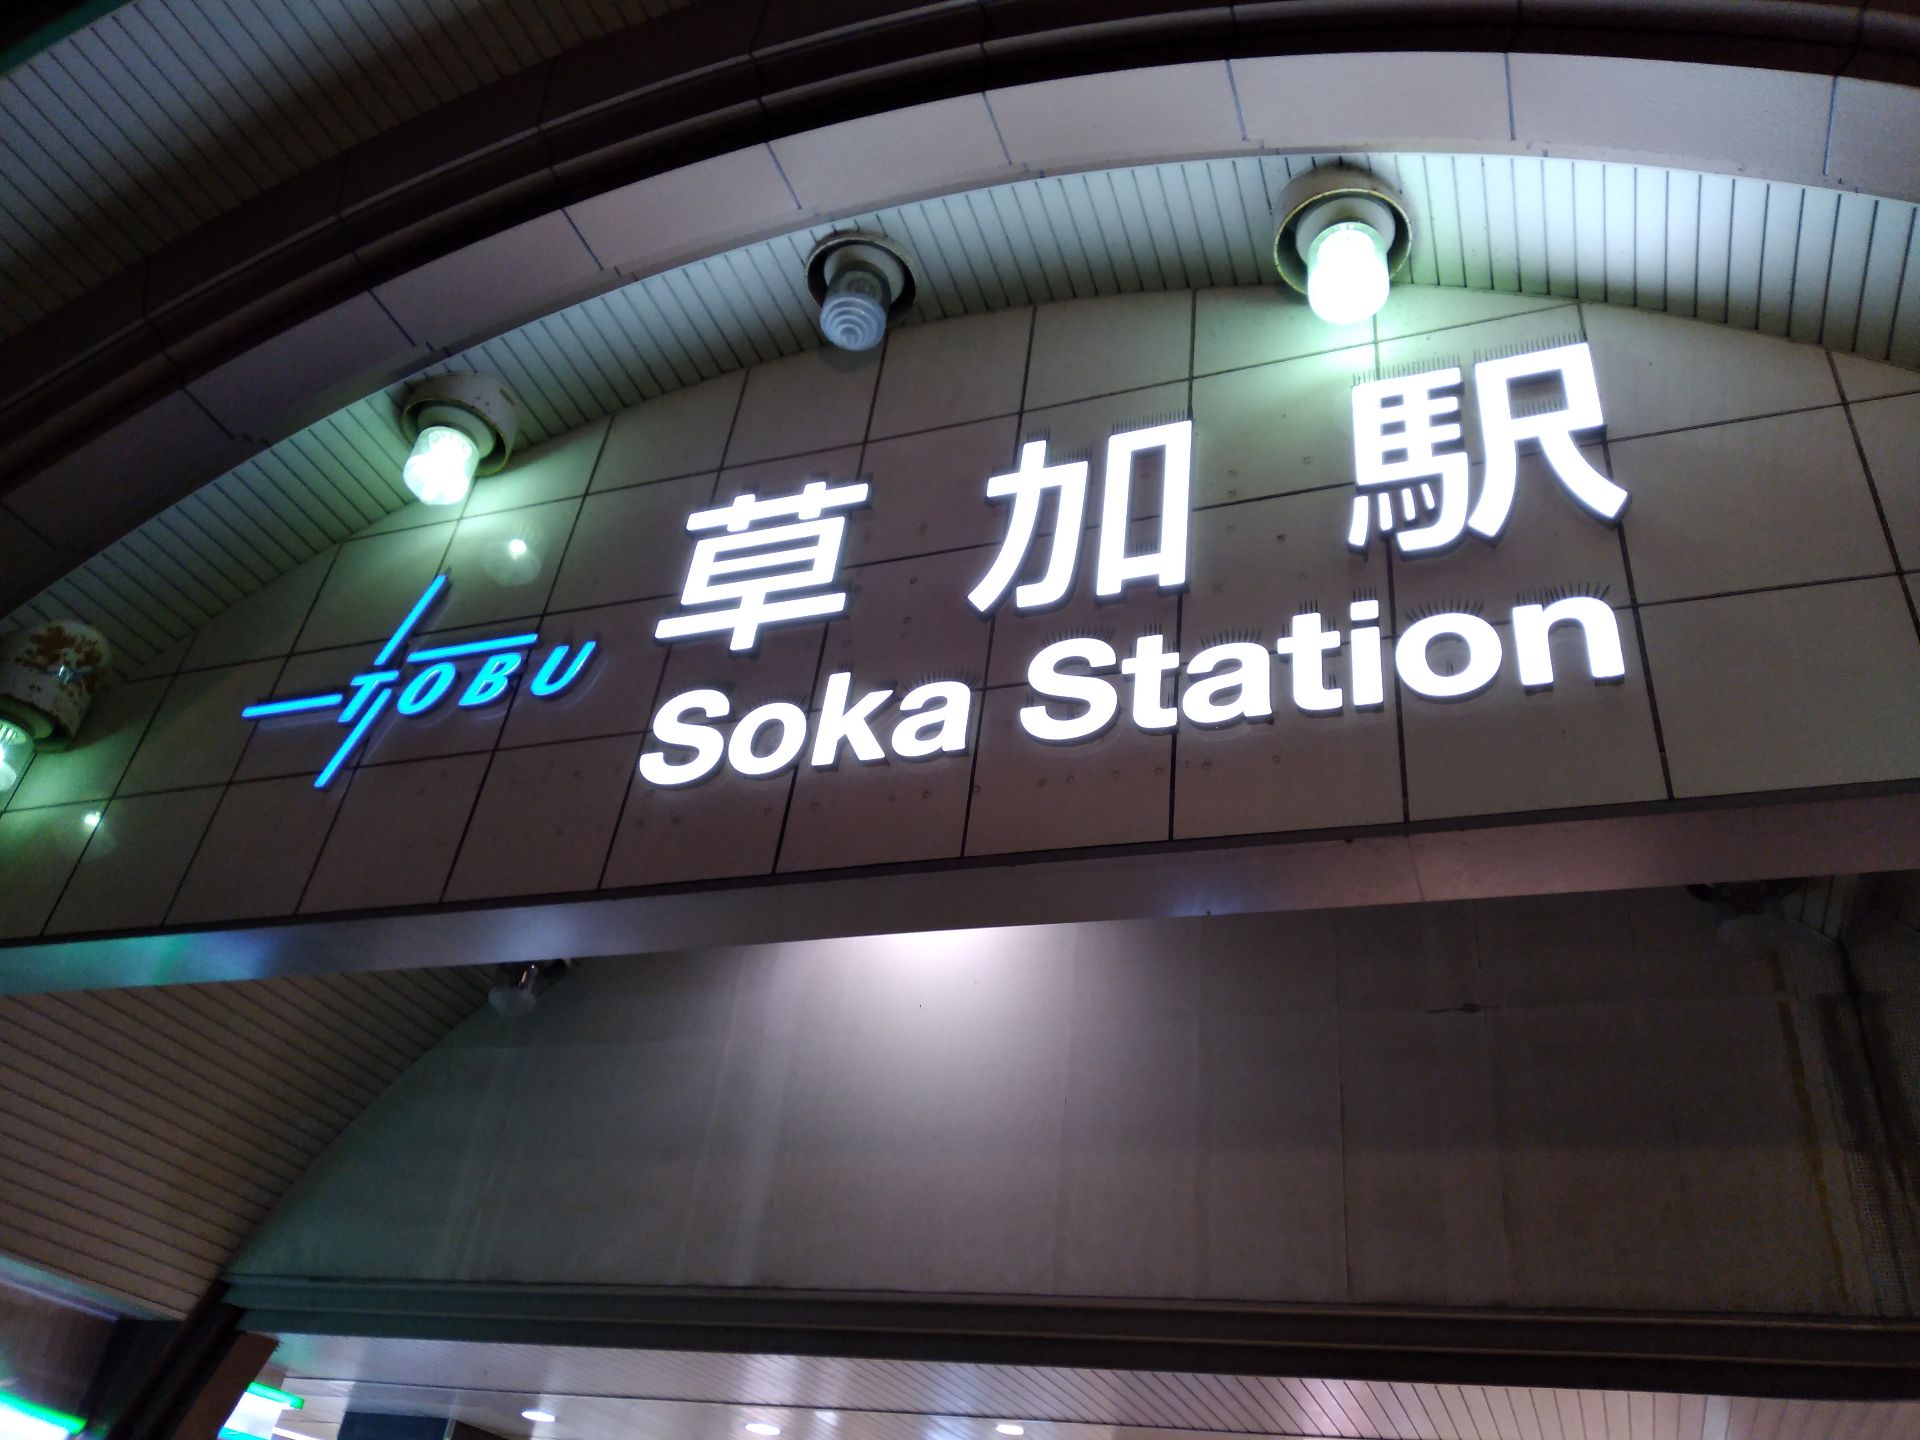 TOBU
草加駅
Soka Station